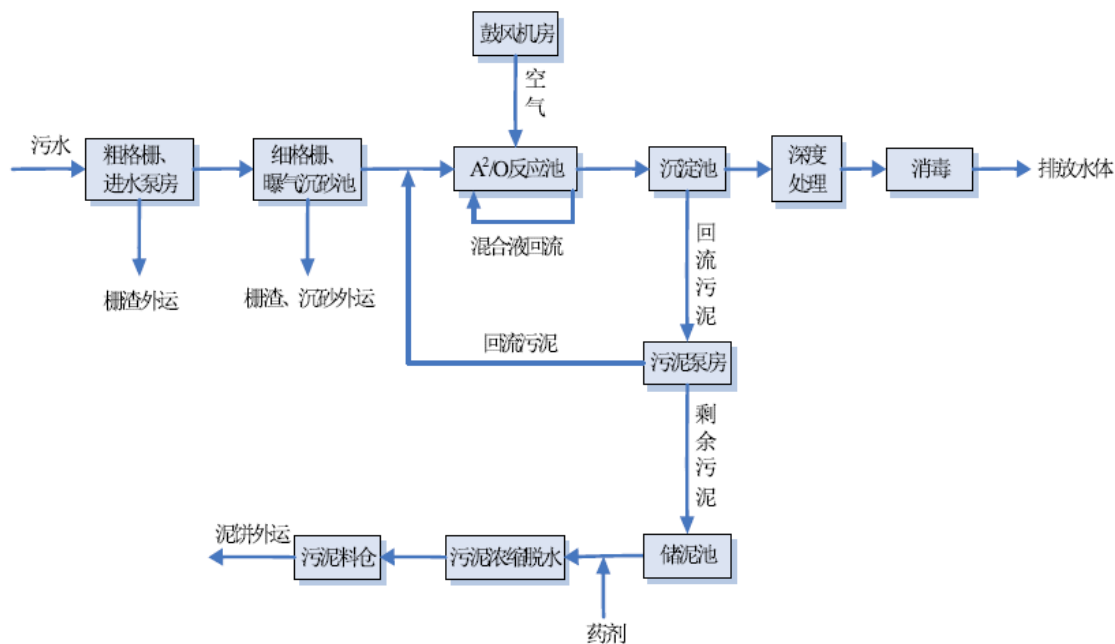 鼓风机房
空
气
污水
粗格栅、
进水泵房
细格栅、
曝气沉砂池
A²/O反应池
沉淀池
深度
处理
消毒
排放水体
混合液回流
栅渣外运
栅渣、沉砂外运
回
流
污
泥
回流污泥
污泥泵房
剩
余
污
泥
泥饼外运
污泥料仓
污泥浓缩脱水
储泥池
药剂